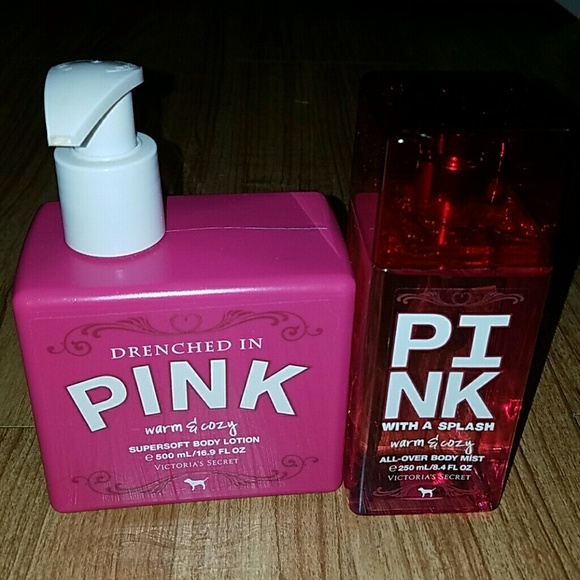 DRENCHED IN
PINK
warm & cozy
SUPERSOFT BODY LOTION
℮ 500 mL/16.9 FL OZ
VICTORIA'S SECRET
PI
NK
WITH A SPLASH
warm & cozy
ALL-OVER BODY MIST
℮ 250 mL/8.4 FL OZ
VICTORIA'S SECRET